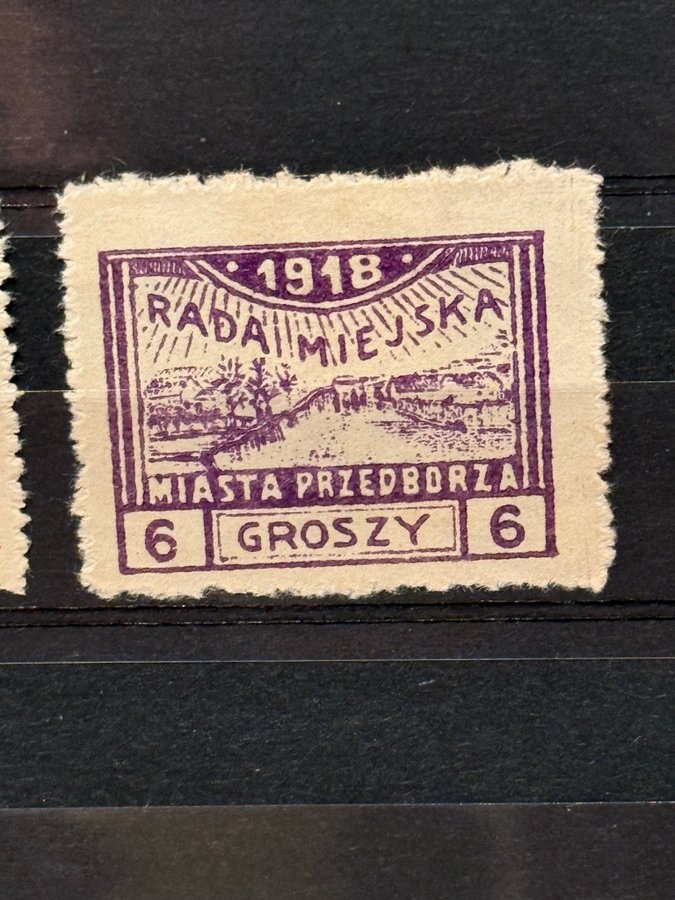 · 1918 ·
RADA MIEJSKA
MIASTA PRZEDBORZA
6 GROSZY 6